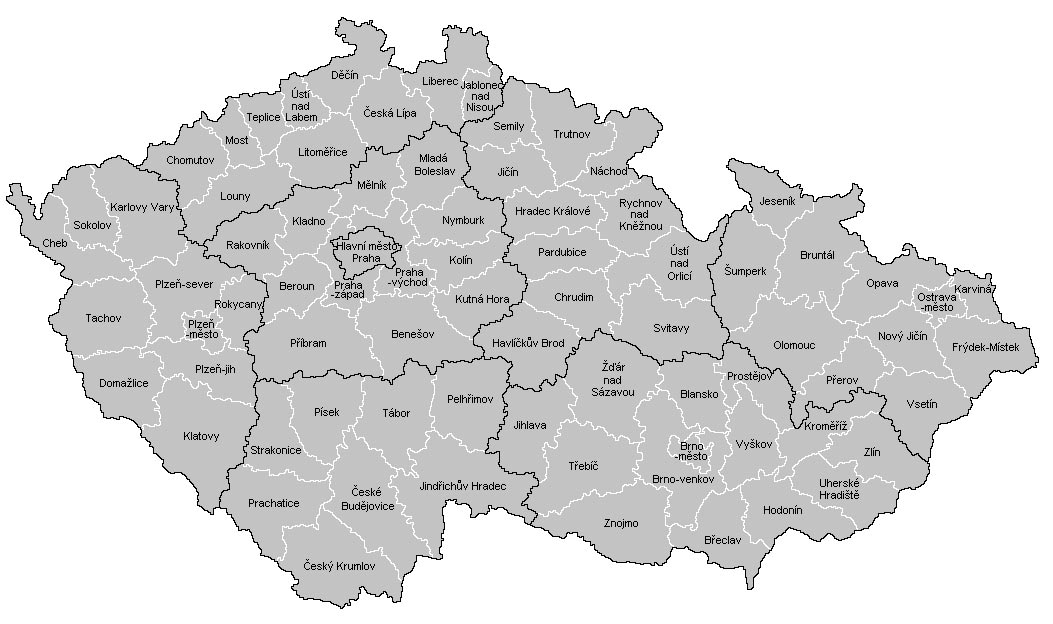 Děčín
Liberec
Jablonec
nad
Nisou
Ústí
nad
Labem
Česká Lípa
Teplice
Semily
Trutnov
Most
Litoměřice
Chomutov
Mladá
Boleslav
Jičín
Náchod
Mělník
Louny
Jeseník
Karlovy Vary
Sokolov
Kladno
Nymburk
Hradec Králové
Rychnov
nad
Kněžnou
Cheb
Rakovník
Hlavní město
Praha
Kolín
Pardubice
Ústí
nad
Orlicí
Bruntál
Šumperk
Plzeň-sever
Beroun
Praha
-západ
Praha
-východ
Opava
Karviná
Rokycany
Kutná Hora
Chrudim
Ostrava
-město
Tachov
Plzeň
-město
Benešov
Svitavy
Příbram
Havlíčkův Brod
Olomouc
Nový Jičín
Frýdek-Místek
Plzeň-jih
Domažlice
Žďár
nad
Sázavou
Prostějov
Přerov
Blansko
Pelhřimov
Vsetín
Písek
Tábor
Jihlava
Kroměříž
Klatovy
Strakonice
Brno
-město
Vyškov
Zlín
Třebíč
Brno-venkov
Jindřichův Hradec
Uherské
Hradiště
Prachatice
České
Budějovice
Hodonín
Znojmo
Břeclav
Český Krumlov